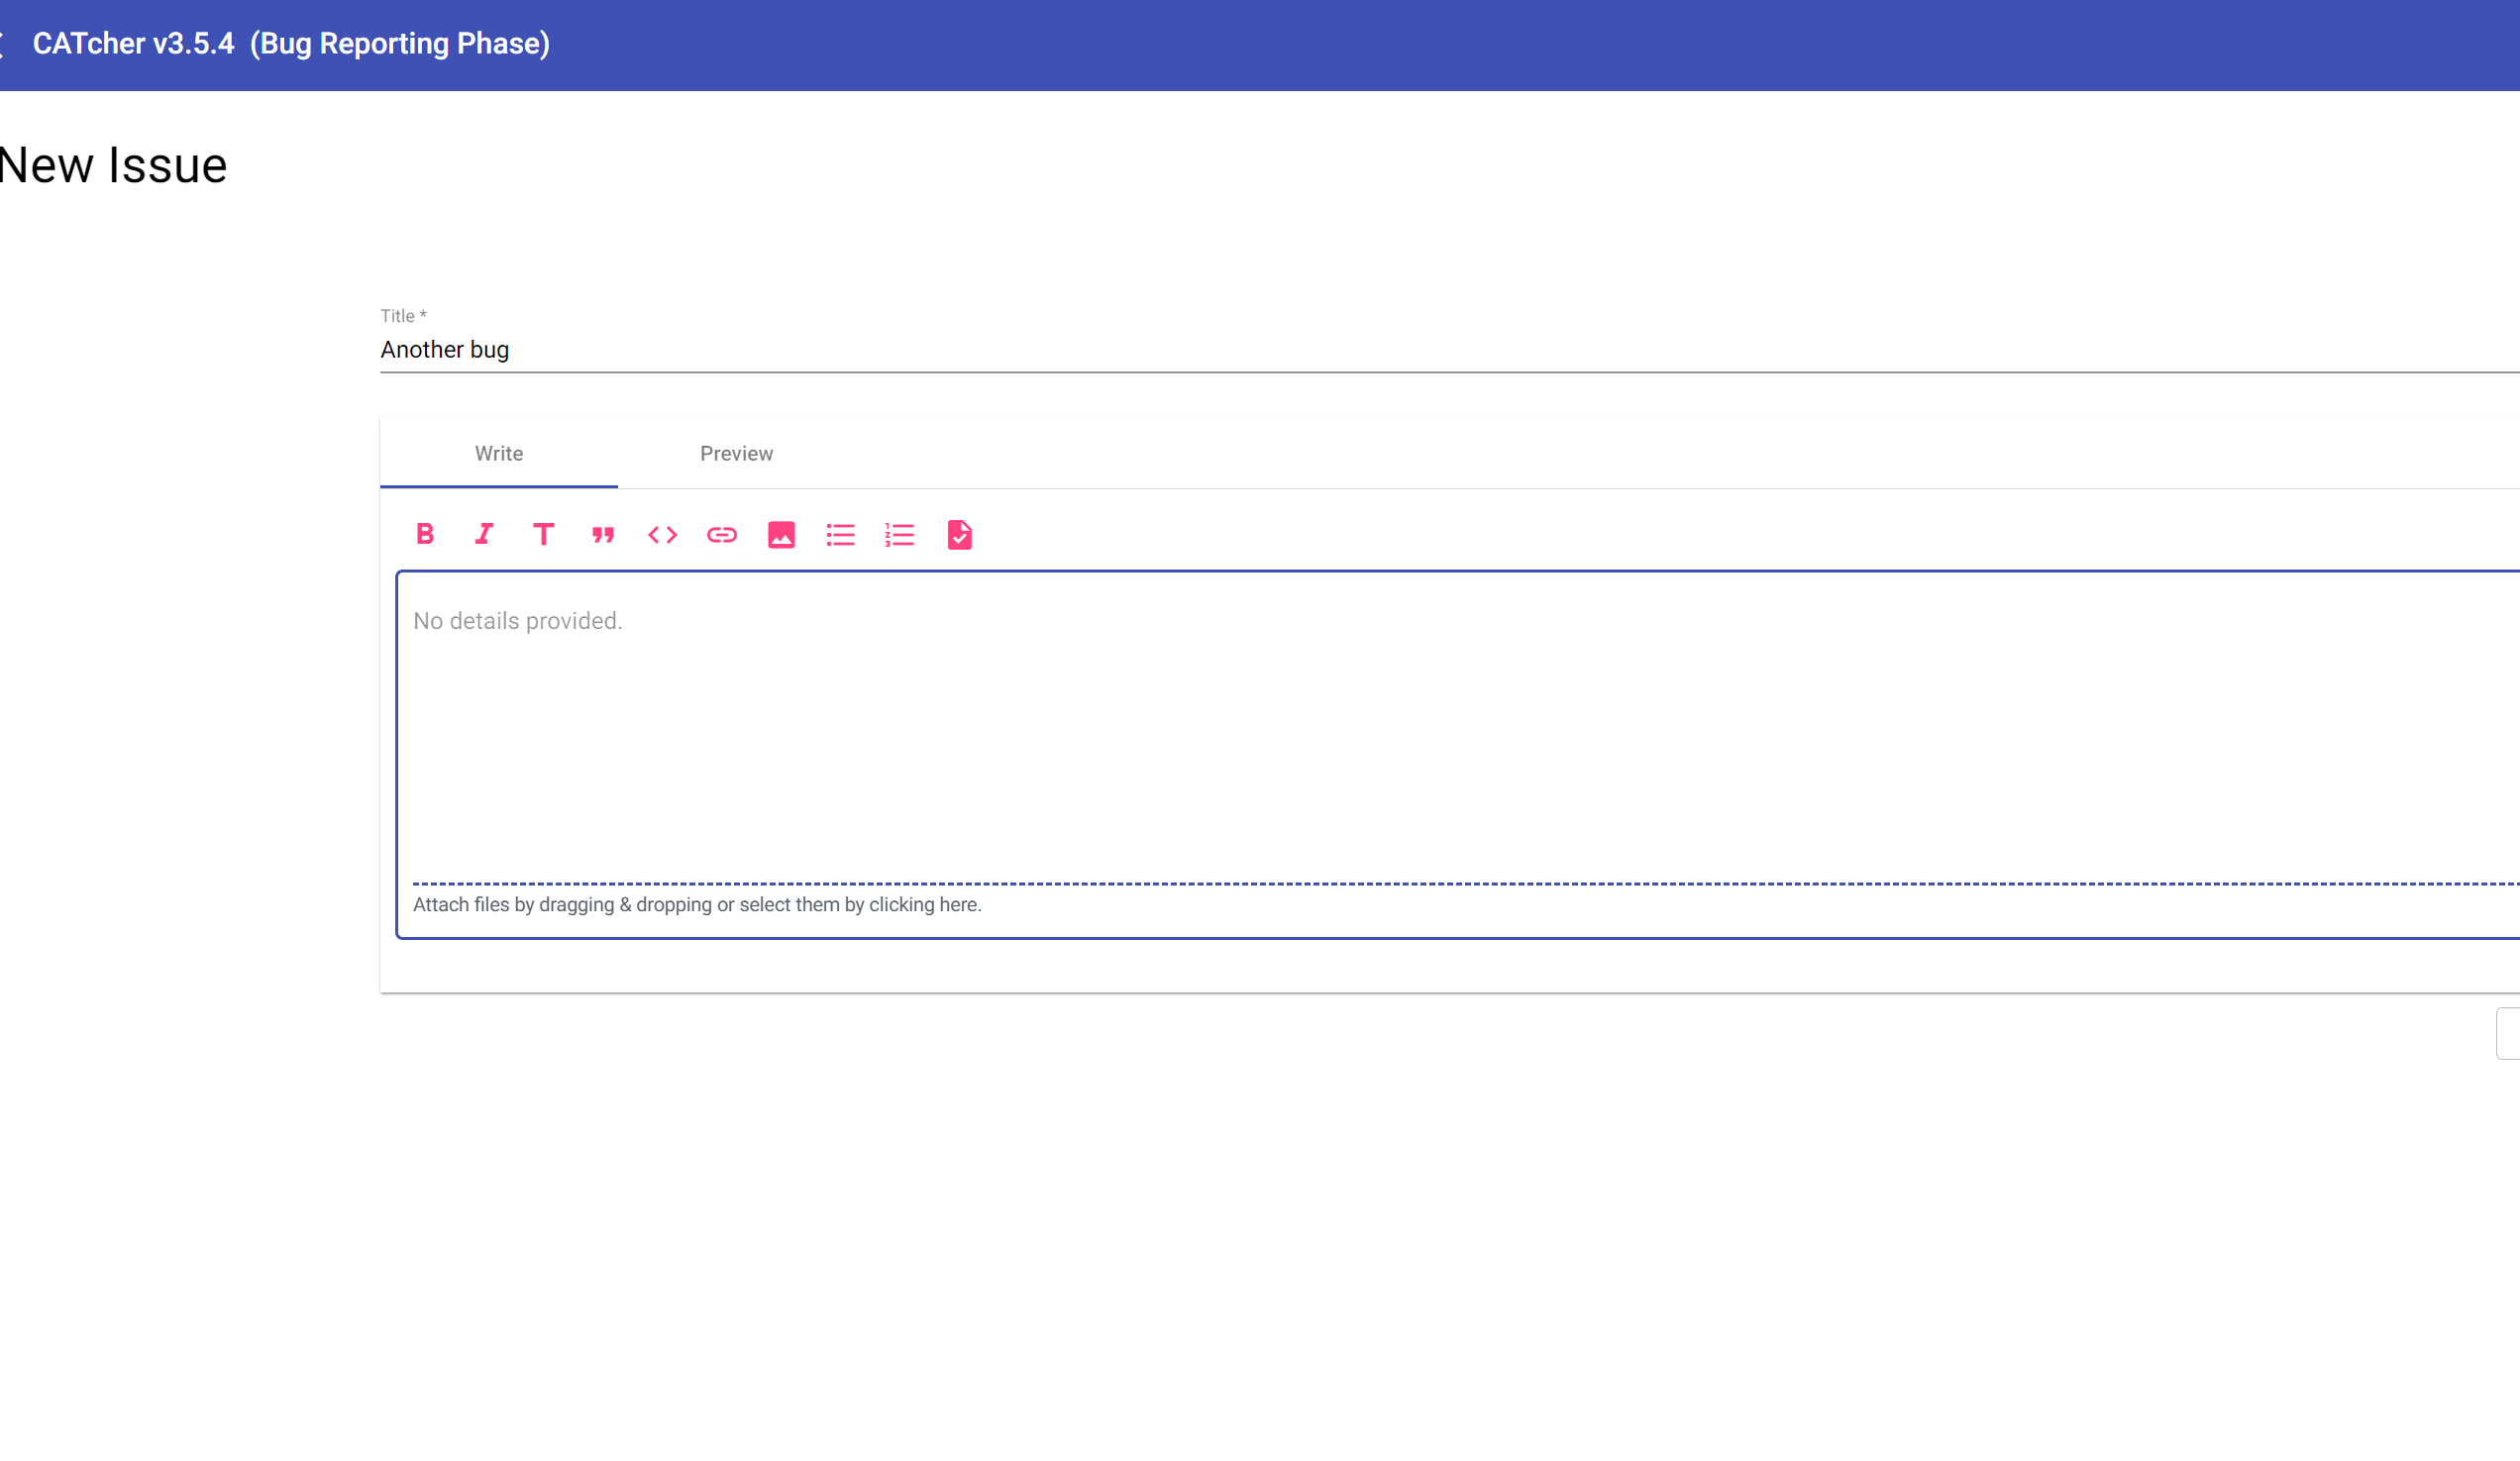 CATcher v3.5.4 (Bug Reporting Phase)
New Issue
Title *
Another bug
Write Preview
No details provided.
Attach files by dragging & dropping or select them by clicking here.